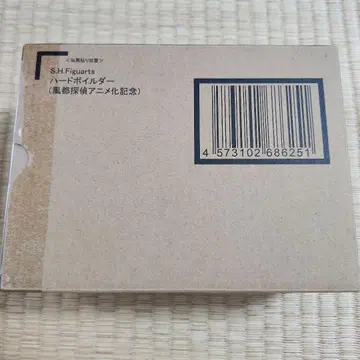 S.H.Figuarts
ハードボイルダー
(風都探偵アニメ化記念)
4 573102 686251